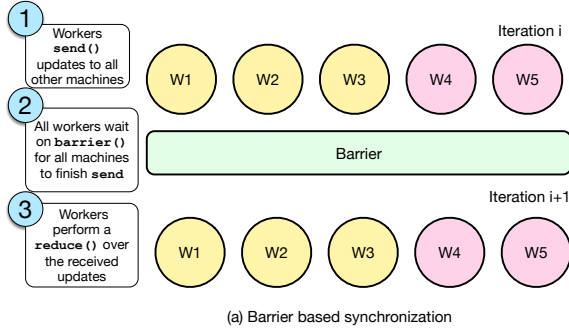 1
Workers
send()
updates to all
other machines
Iteration i
W1 W2 W3 W4 W5
2
All workers wait
on barrier()
for all machines
to finish send
Barrier
Iteration i+1
3
Workers
perform a
reduce() over
the received
updates
W1 W2 W3 W4 W5
(a) Barrier based synchronization